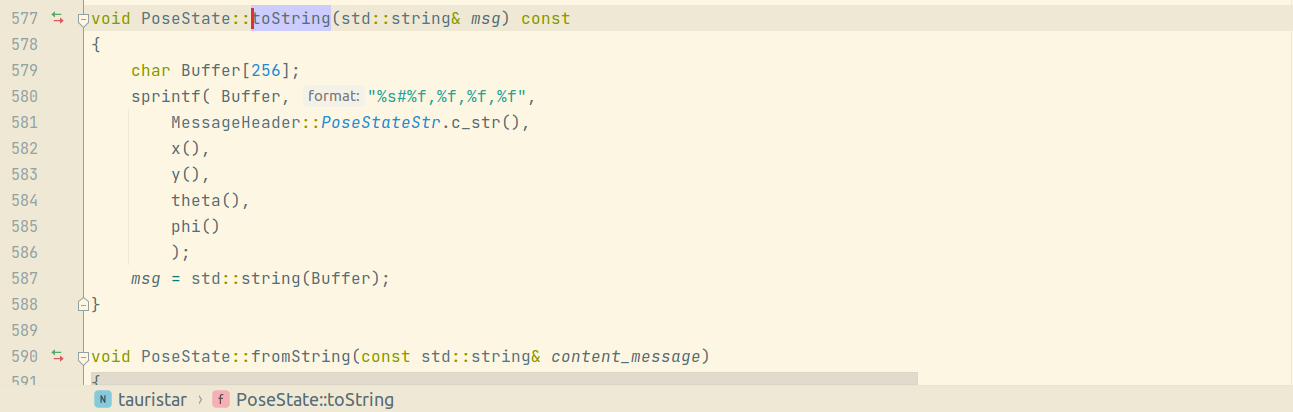 577 void PoseState::toString(std::string& msg) const
578 {
579     char Buffer[256];
580     sprintf( Buffer, format: "%s#%f,%f,%f,%f",
581         MessageHeader::PoseStateStr.c_str(),
582         x(),
583         y(),
584         theta(),
585         phi()
586         );
587     msg = std::string(Buffer);
588 }
589
590 void PoseState::fromString(const std::string& content_message)
591 {
N tauristar › f PoseState::toString